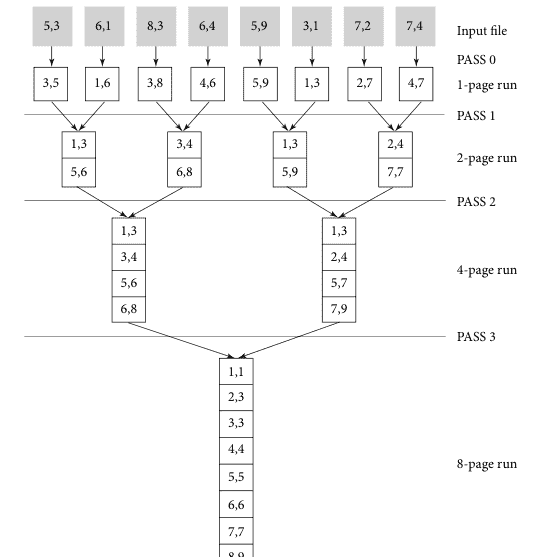 5,3 6,1 8,3 6,4 5,9 3,1 7,2 7,4 Input file
PASS 0
3,5 1,6 3,8 4,6 5,9 1,3 2,7 4,7 1-page run
PASS 1
1,3 3,4 1,3 2,4
2-page run
5,6 6,8 5,9 7,7
PASS 2
1,3 1,3
3,4 2,4
4-page run
5,6 5,7
6,8 7,9
PASS 3
1,1
2,3
3,3
4,4
8-page run
5,5
6,6
7,7
8,9